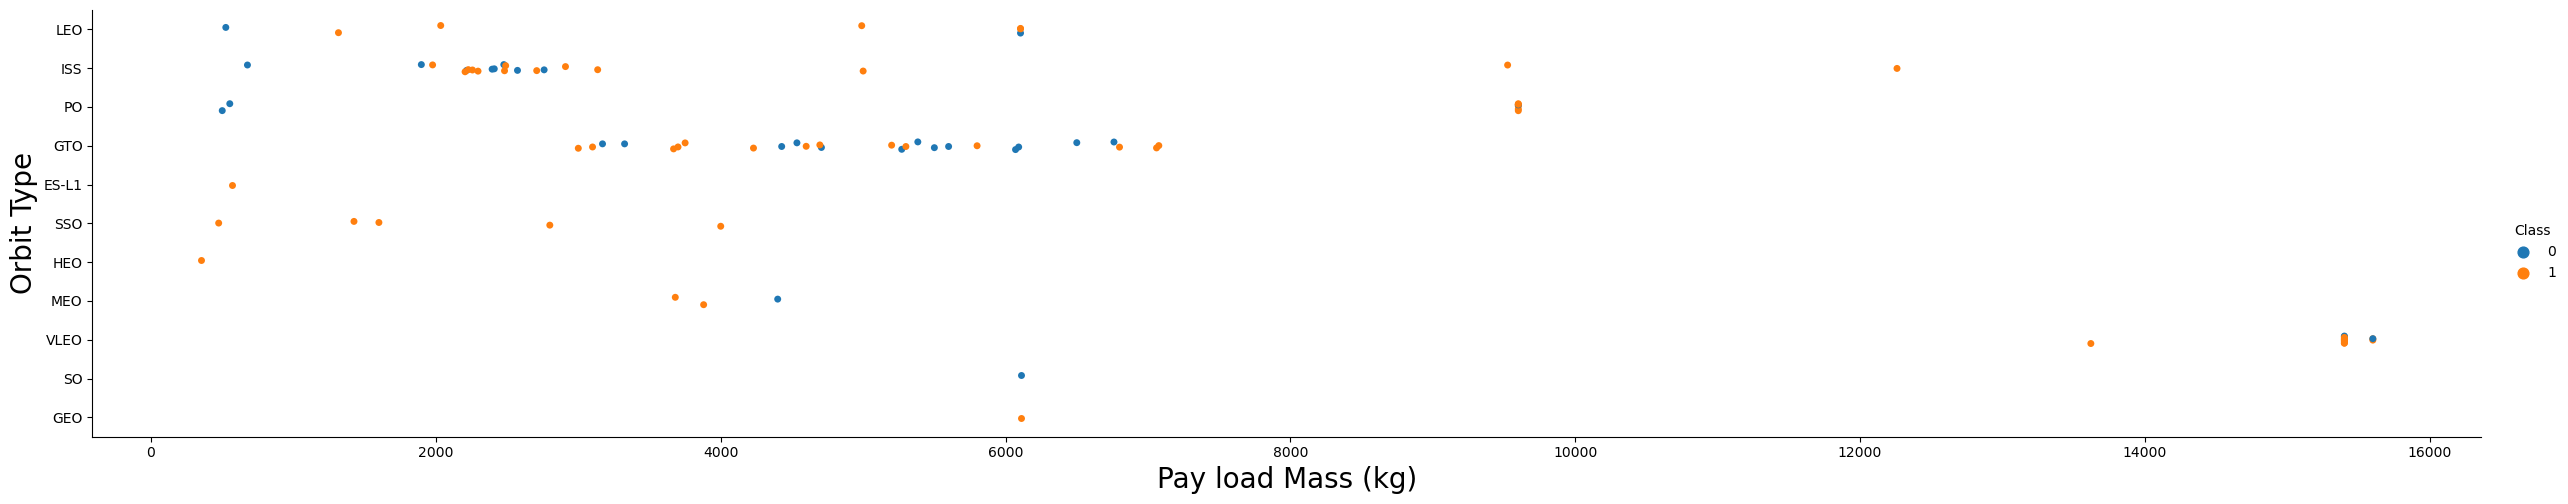 Orbit Type
LEO
ISS
PO
GTO
ES-L1
SSO
HEO
MEO
VLEO
SO
GEO
0 2000 4000 6000 8000 10000 12000 14000 16000
Pay load Mass (kg)
Class
0
1